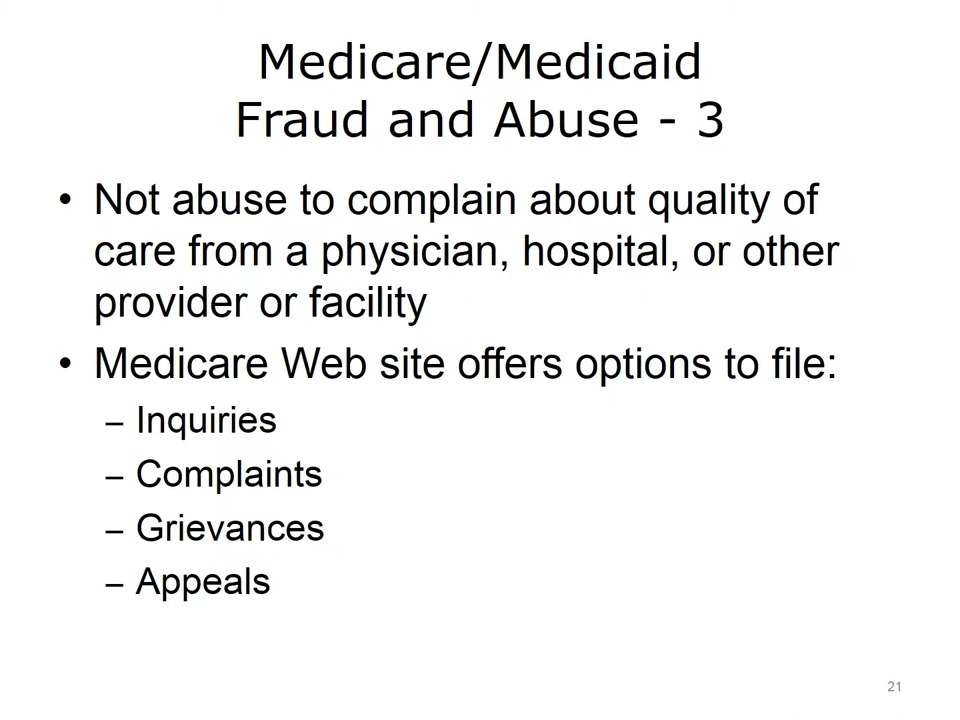 Medicare/Medicaid
Fraud and Abuse - 3
• Not abuse to complain about quality of
care from a physician, hospital, or other
provider or facility
• Medicare Web site offers options to file:
– Inquiries
– Complaints
– Grievances
– Appeals
21